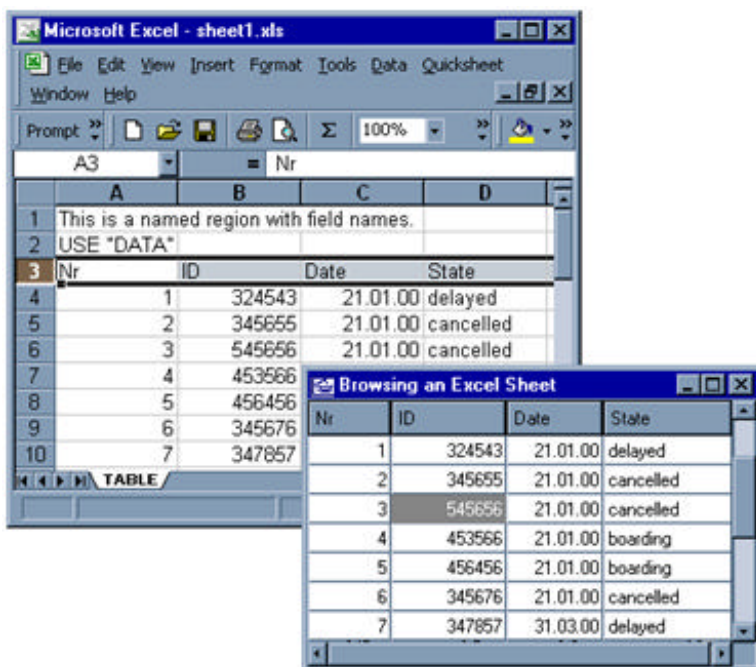 Microsoft Excel - sheet1.xls
File Edit View Insert Format Tools Data Quicksheet
Window Help
Prompt Σ 100%
A3 = Nr
A B C D
1 This is a named region with field names.
2 USE "DATA"
3 Nr ID Date State
4 1 324543 21.01.00 delayed
5 2 345655 21.01.00 cancelled
6 3 545656 21.01.00 cancelled
7 4 453566
8 5 456456
9 6 345676
10 7 347857
TABLE
Browsing an Excel Sheet
Nr ID Date State
1 324543 21.01.00 delayed
2 345655 21.01.00 cancelled
3 545656 21.01.00 cancelled
4 453566 21.01.00 boarding
5 456456 21.01.00 boarding
6 345676 21.01.00 cancelled
7 347857 31.03.00 delayed